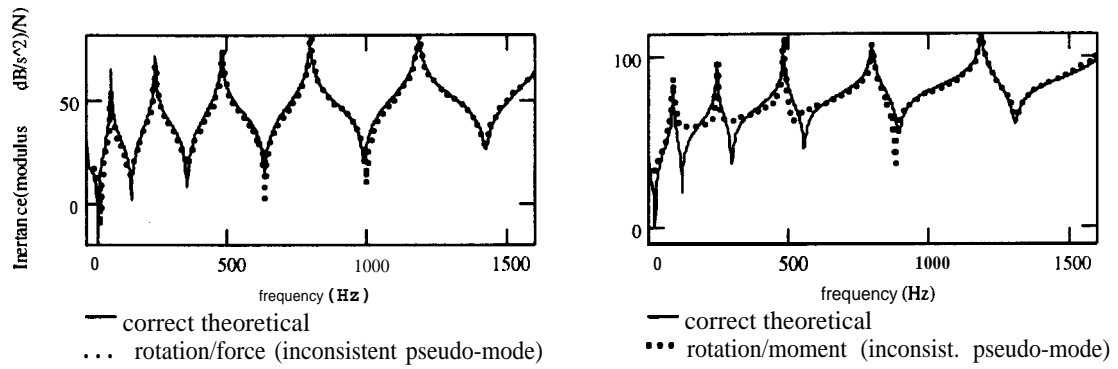 Inertance(modulus dB/s^2)/N)
50
0
0 500 1000 1500
frequency (Hz)
correct theoretical
... rotation/force (inconsistent pseudo-mode)
100
0
0 500 1000 1500
frequency (Hz)
correct theoretical
rotation/moment (inconsist. pseudo-mode)